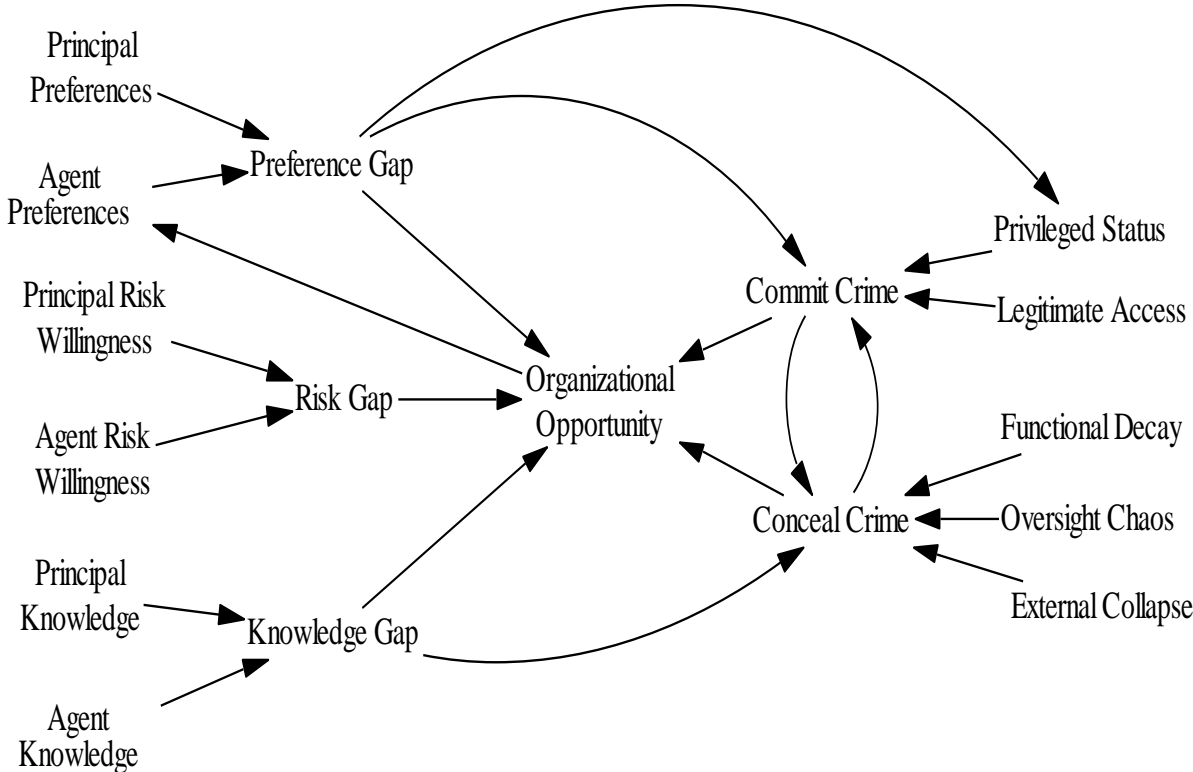 Principal
Preferences
Agent
Preferences
Principal Risk
Willingness
Agent Risk
Willingness
Principal
Knowledge
Agent
Knowledge
Preference Gap
Risk Gap
Knowledge Gap
Organizational
Opportunity
Commit Crime
Conceal Crime
Privileged Status
Legitimate Access
Functional Decay
Oversight Chaos
External Collapse